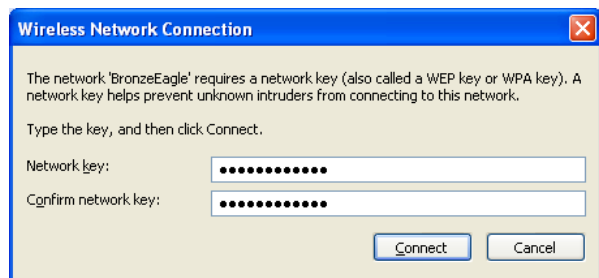 Wireless Network Connection
The network 'BronzeEagle' requires a network key (also called a WEP key or WPA key). A
network key helps prevent unknown intruders from connecting to this network.
Type the key, and then click Connect.
Network key: ●●●●●●●●●●●●
Confirm network key: ●●●●●●●●●●●●
Connect Cancel